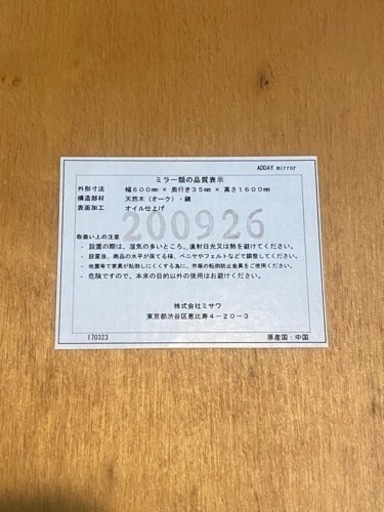 ADDAY mirror
ミラー類の品質表示
外形寸法 幅600mm × 奥行き35mm × 高さ1600mm
構造部材 天然木（オーク）・鏡
表面加工 オイル仕上げ
200926
取扱い上の注意
・設置の際は、湿気の多いところ、直射日光又は熱を避けてください。
・設置後、商品の水平が保てる様、ベニヤやフェルトなどで調整してください。
・地震等で家具が転倒しにくくする為に、市販の転倒防止金具をご使用ください。
・危険ですので、本来の目的以外の使用はお避けください。
株式会社ミサワ
東京都渋谷区恵比寿4－20－3
170323 原産国：中国